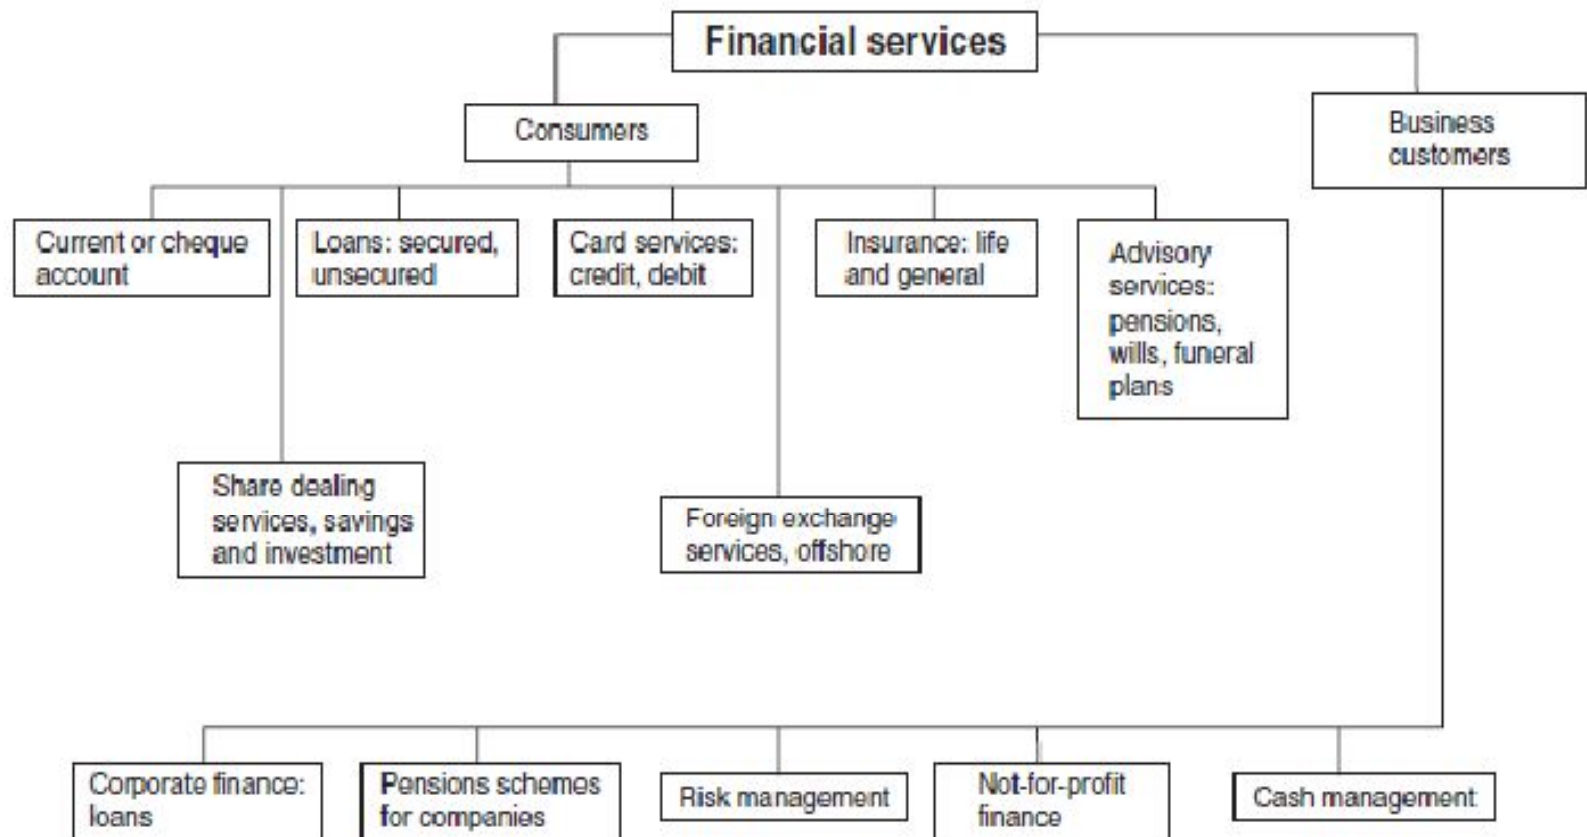 Financial services
Consumers
Business
customers
Current or cheque
account
Loans: secured,
unsecured
Card services:
credit, debit
Insurance: life
and general
Advisory
services:
pensions,
wills, funeral
plans
Share dealing
services, savings
and investment
Foreign exchange
services, offshore
Corporate finance:
loans
Pensions schemes
for companies
Risk management
Not-for-profit
finance
Cash management